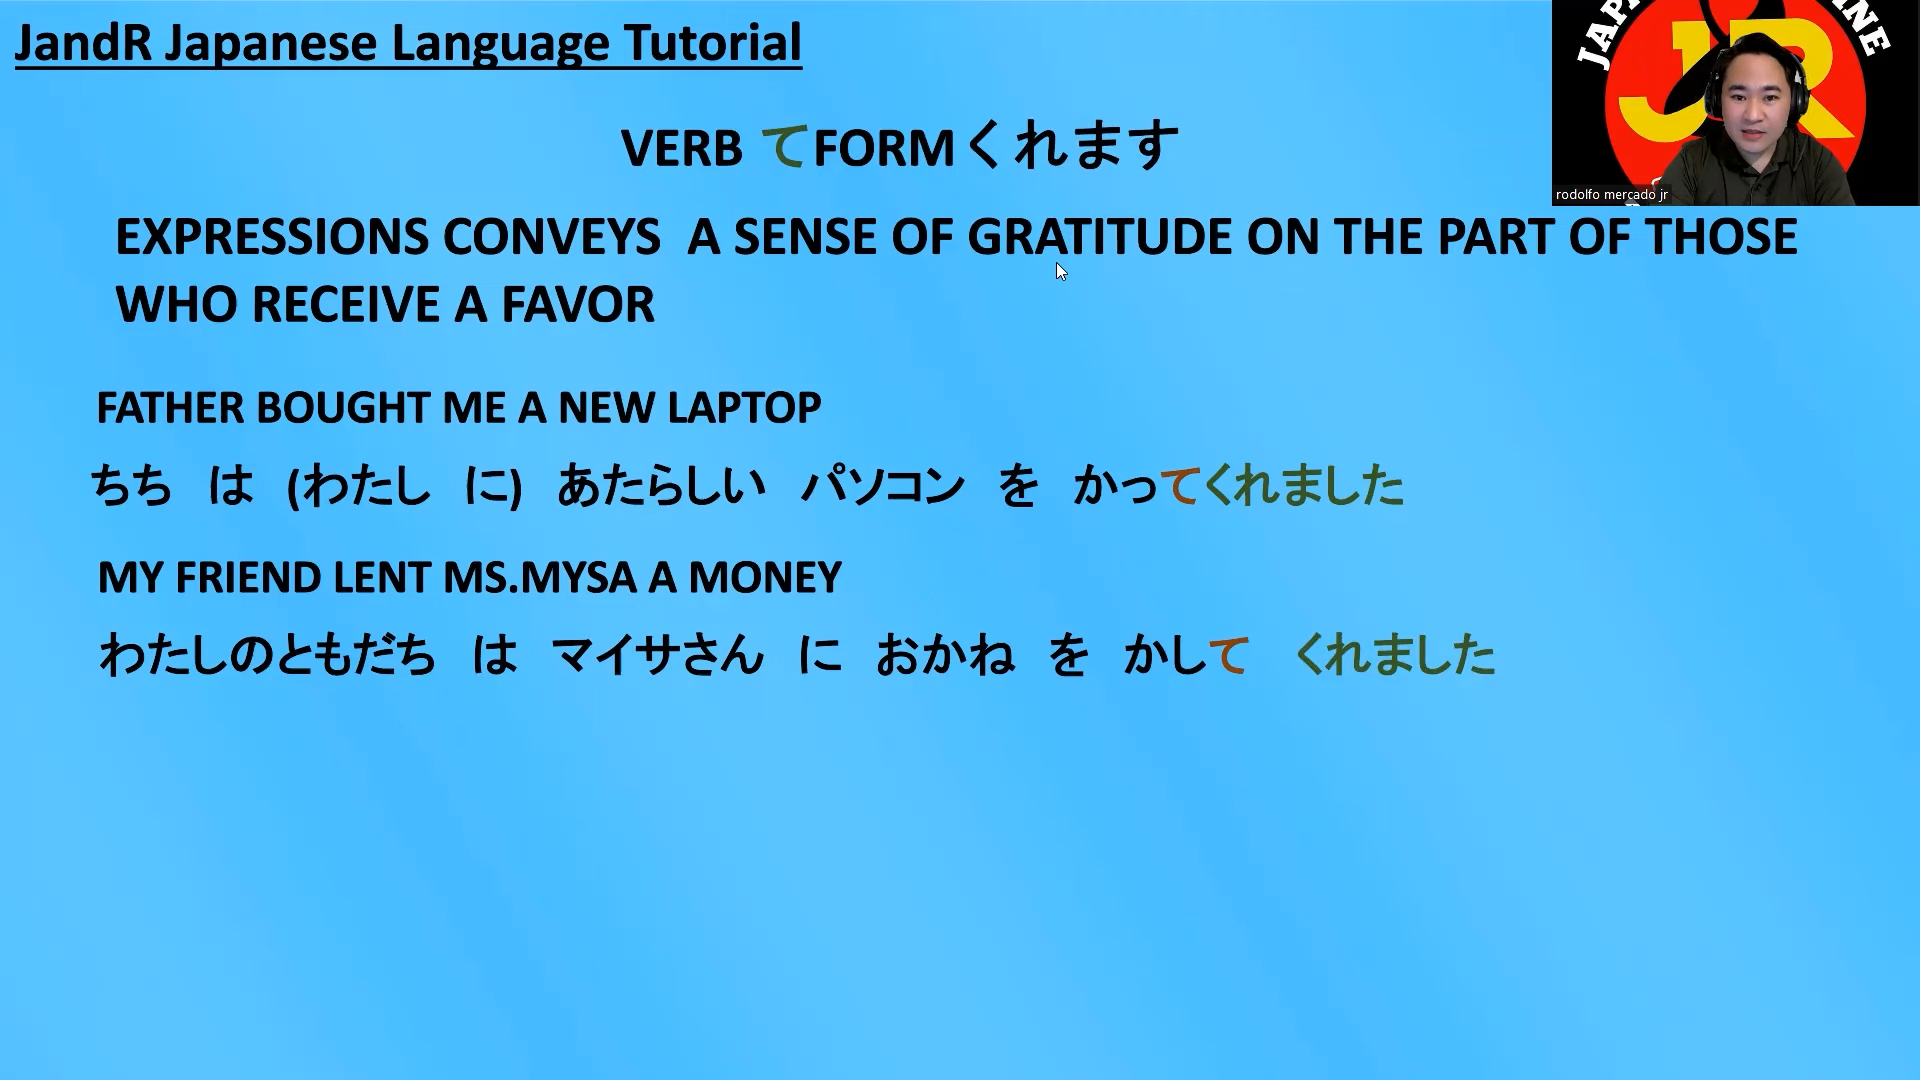 JandR Japanese Language Tutorial
VERB てFORMくれます
EXPRESSIONS CONVEYS A SENSE OF GRATITUDE ON THE PART OF THOSE
WHO RECEIVE A FAVOR
FATHER BOUGHT ME A NEW LAPTOP
ちち は (わたし に) あたらしい パソコン を かってくれました
MY FRIEND LENT MS.MYSA A MONEY
わたしのともだち は マイサさん に おかね を かして くれました
JR
rodolfo mercado jr